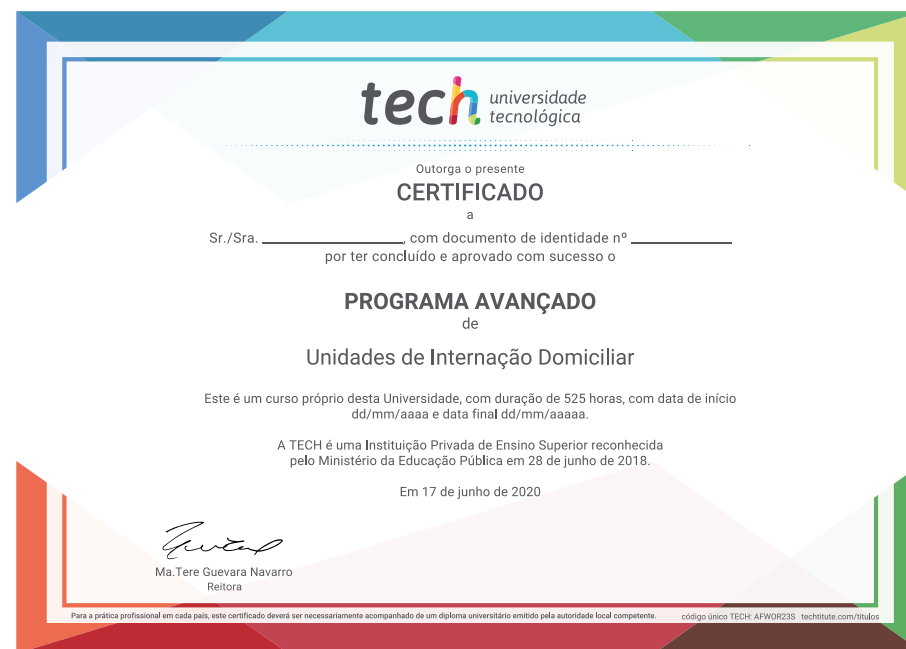 tech universidade
tecnológica
Outorga o presente
CERTIFICADO
a
Sr./Sra. ________________, com documento de identidade nº ____________
por ter concluído e aprovado com sucesso o
PROGRAMA AVANÇADO
de
Unidades de Internação Domiciliar
Este é um curso próprio desta Universidade, com duração de 525 horas, com data de início
dd/mm/aaaa e data final dd/mm/aaaaa.
A TECH é uma Instituição Privada de Ensino Superior reconhecida
pelo Ministério da Educação Pública em 28 de junho de 2018.
Em 17 de junho de 2020
Ma.Tere Guevara Navarro
Reitora
Para a prática profissional em cada país, este certificado deverá ser necessariamente acompanhado de um diploma universitário emitido pela autoridade local competente. código único TECH: AFWOR23S techtitute.com/titulos